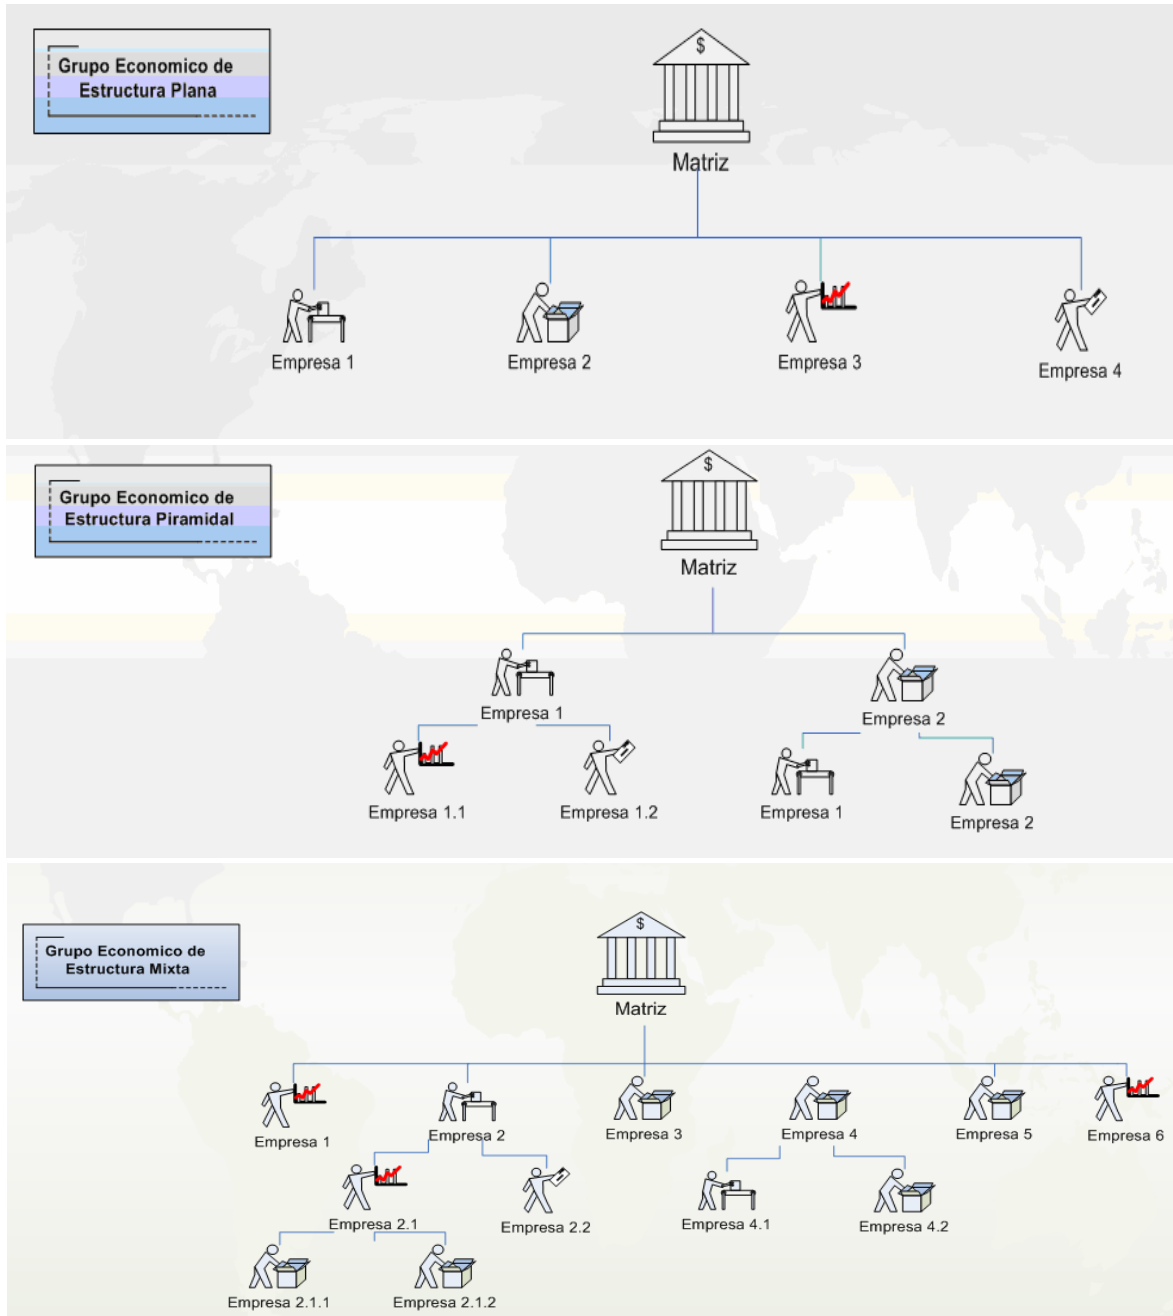 Grupo Economico de
Estructura Plana
$
Matriz
Empresa 1
Empresa 2
Empresa 3
Empresa 4
Grupo Economico de
Estructura Piramidal
$
Matriz
Empresa 1
Empresa 2
Empresa 1.1
Empresa 1.2
Empresa 1
Empresa 2
Grupo Economico de
Estructura Mixta
$
Matriz
Empresa 1
Empresa 2
Empresa 3
Empresa 4
Empresa 5
Empresa 6
Empresa 2.1
Empresa 2.2
Empresa 4.1
Empresa 4.2
Empresa 2.1.1
Empresa 2.1.2